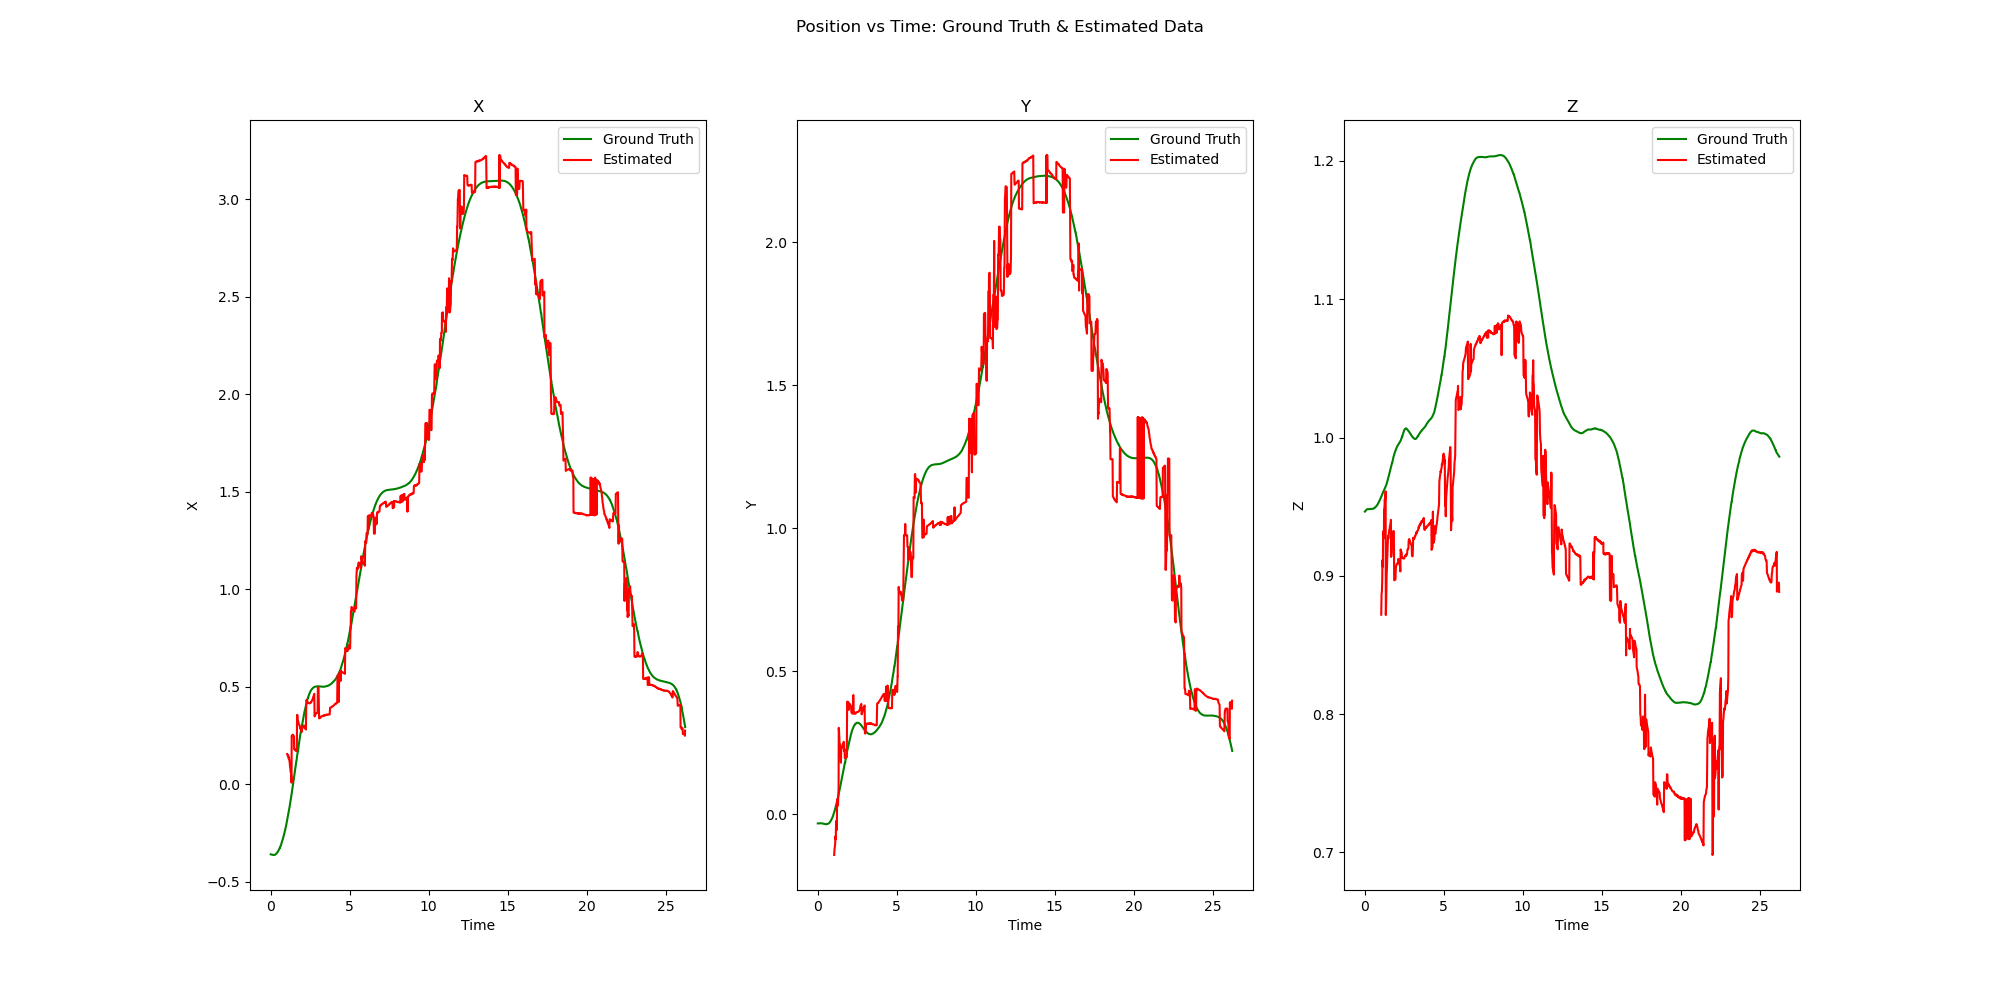 Position vs Time: Ground Truth & Estimated Data
X
Ground Truth
Estimated
3.0
2.5
2.0
1.5
1.0
0.5
0.0
−0.5
X
0 5 10 15 20 25
Time
Y
Ground Truth
Estimated
2.0
1.5
1.0
0.5
0.0
Y
0 5 10 15 20 25
Time
Z
Ground Truth
Estimated
1.2
1.1
1.0
0.9
0.8
0.7
Z
0 5 10 15 20 25
Time